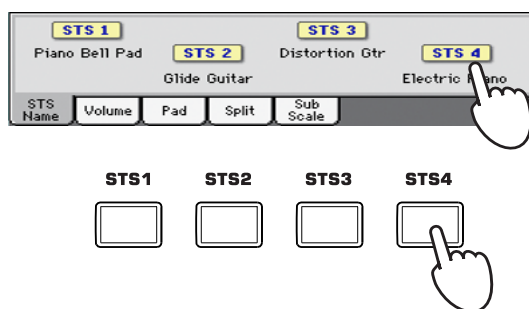 STS 1 STS 3
Piano Bell Pad STS 2 Distortion Gtr STS 4
Glide Guitar Electric
STS Name Volume Pad Split Sub Scale
STS1 STS2 STS3 STS4